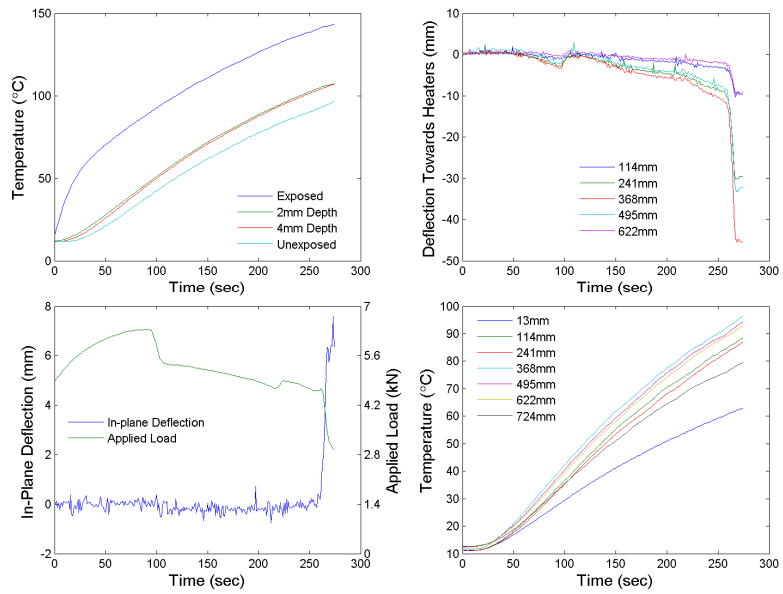 150
100
50
0
Temperature (°C)
Exposed
2mm Depth
4mm Depth
Unexposed
0 50 100 150 200 250 300
Time (sec)
10
0
-10
-20
-30
-40
-50
Deflection Towards Heaters (mm)
114mm
241mm
368mm
495mm
622mm
0 50 100 150 200 250 300
Time (sec)
8
6
4
2
0
-2
In-Plane Deflection (mm)
In-plane Deflection
Applied Load
7
5.6
4.2
2.8
1.4
0
Applied Load (kN)
0 50 100 150 200 250 300
Time (sec)
100
90
80
70
60
50
40
30
20
10
Temperature (°C)
13mm
114mm
241mm
368mm
495mm
622mm
724mm
0 50 100 150 200 250 300
Time (sec)